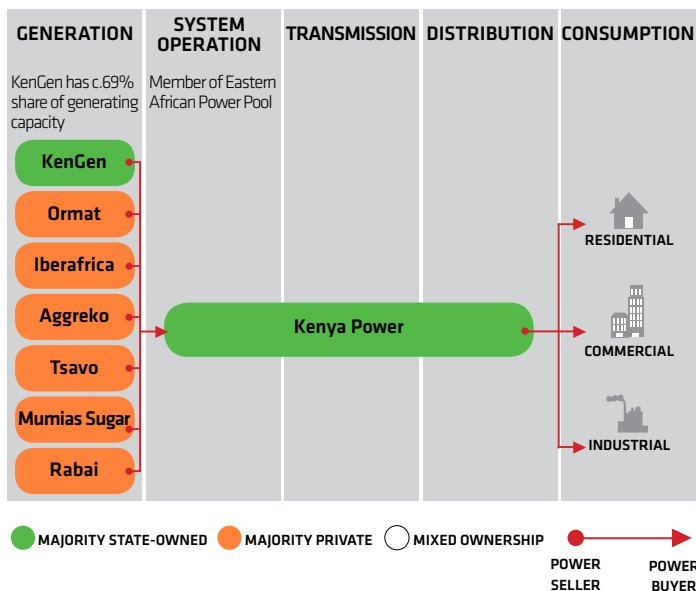 GENERATION
SYSTEM
OPERATION
TRANSMISSION
DISTRIBUTION
CONSUMPTION
KenGen has c.69%
share of generating
capacity
Member of Eastern
African Power Pool
KenGen
Ormat
Iberafrica
Aggreko
Tsavo
Mumias Sugar
Rabai
Kenya Power
RESIDENTIAL
COMMERCIAL
INDUSTRIAL
MAJORITY STATE-OWNED
MAJORITY PRIVATE
MIXED OWNERSHIP
POWER
SELLER
POWER
BUYER